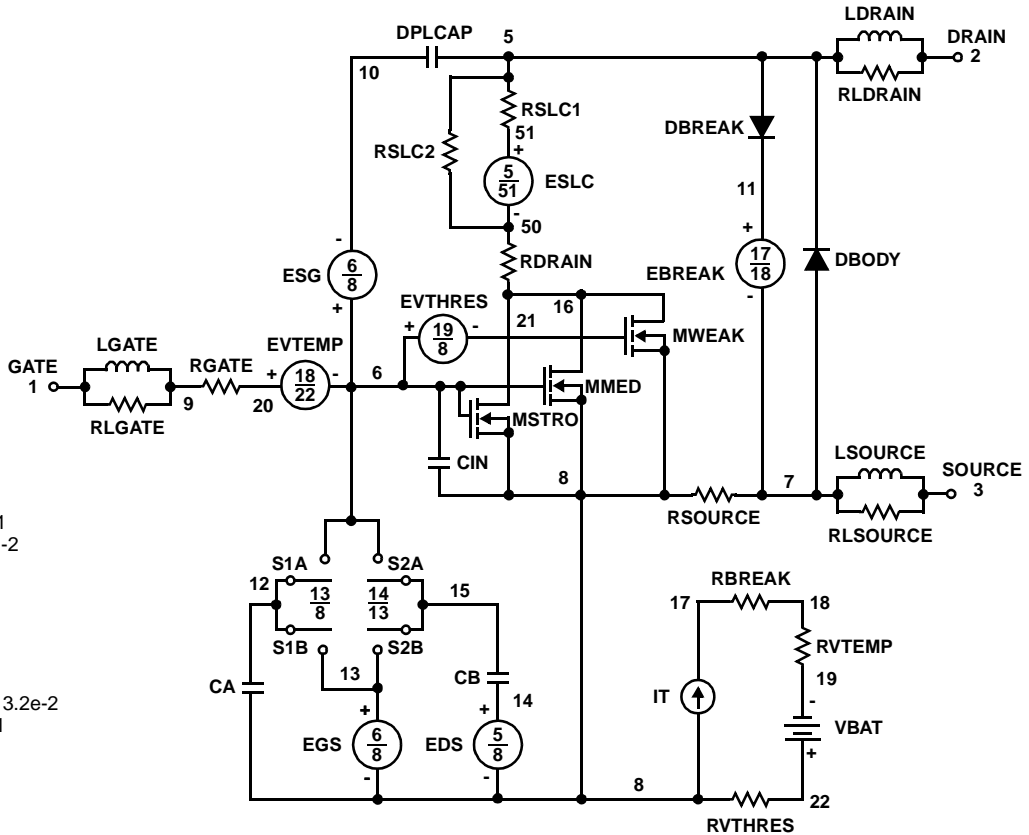 LDRAIN
DPLCAP 5 DRAIN
2
10
RLDRAIN
RSLC1
51
DBREAK
RSLC2
+
5
51
ESLC
11
-
50
+
-
17
18
EBREAK
-
RDRAIN
DBODY
ESG
6
8
+
EVTHRES
16
21
+
19
8
-
MWEAK
LGATE
EVTEMP
GATE
1
RGATE
+
18
22
-
6
MMED
9
20
RLGATE
MSTRO
LSOURCE
CIN
8
7
SOURCE
3
RSOURCE
RLSOURCE
-2
S1A
S2A
RBREAK
12
13
8
14
13
15
17
18
S1B
S2B
RVTEMP
13
CA
CB
19
IT
-
14
3.2e-2
+
+
VBAT
EGS
6
8
EDS
5
8
+
-
-
8
22
RVTHRES